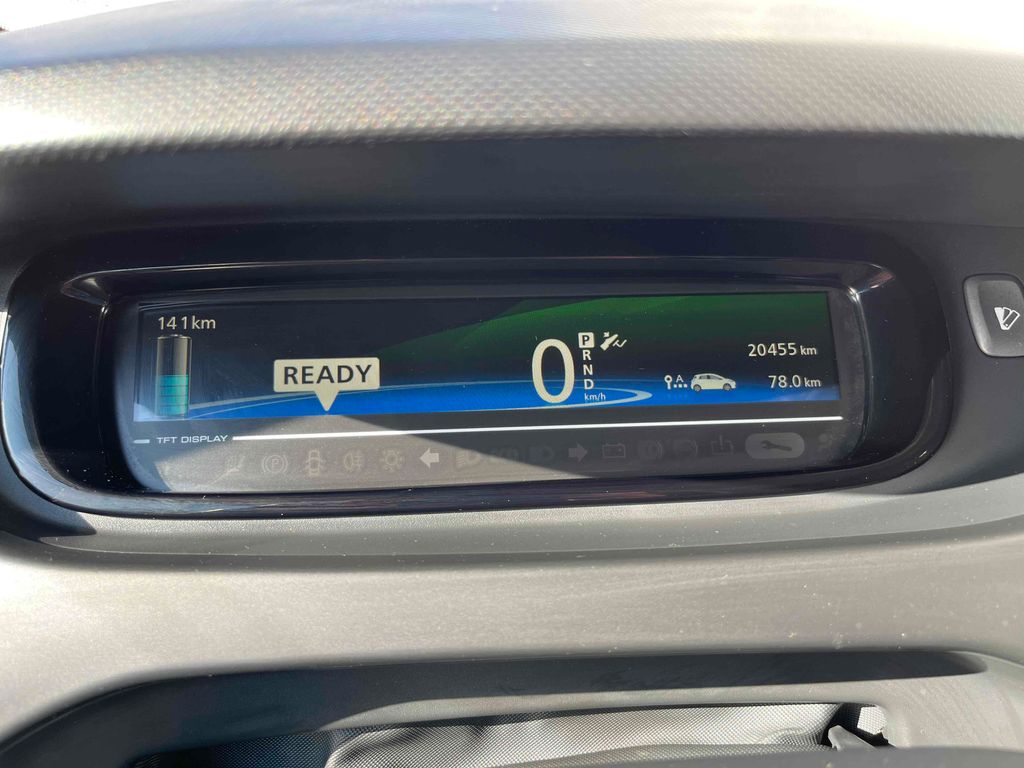 141km
READY
0
P
R
N
D
km/h
A
20455 km
78.0 km
TFT DISPLAY
P